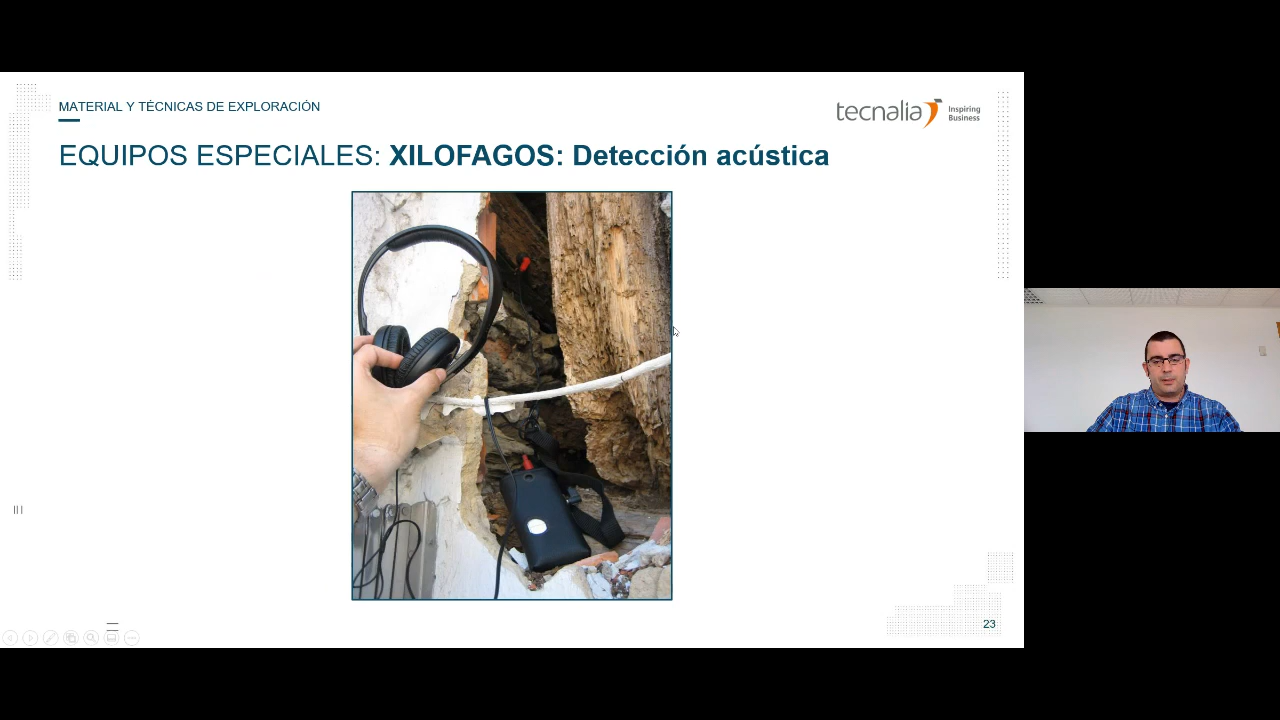 MATERIAL Y TÉCNICAS DE EXPLORACIÓN
tecnalia Inspiring
Business
EQUIPOS ESPECIALES: XILOFAGOS: Detección acústica
23